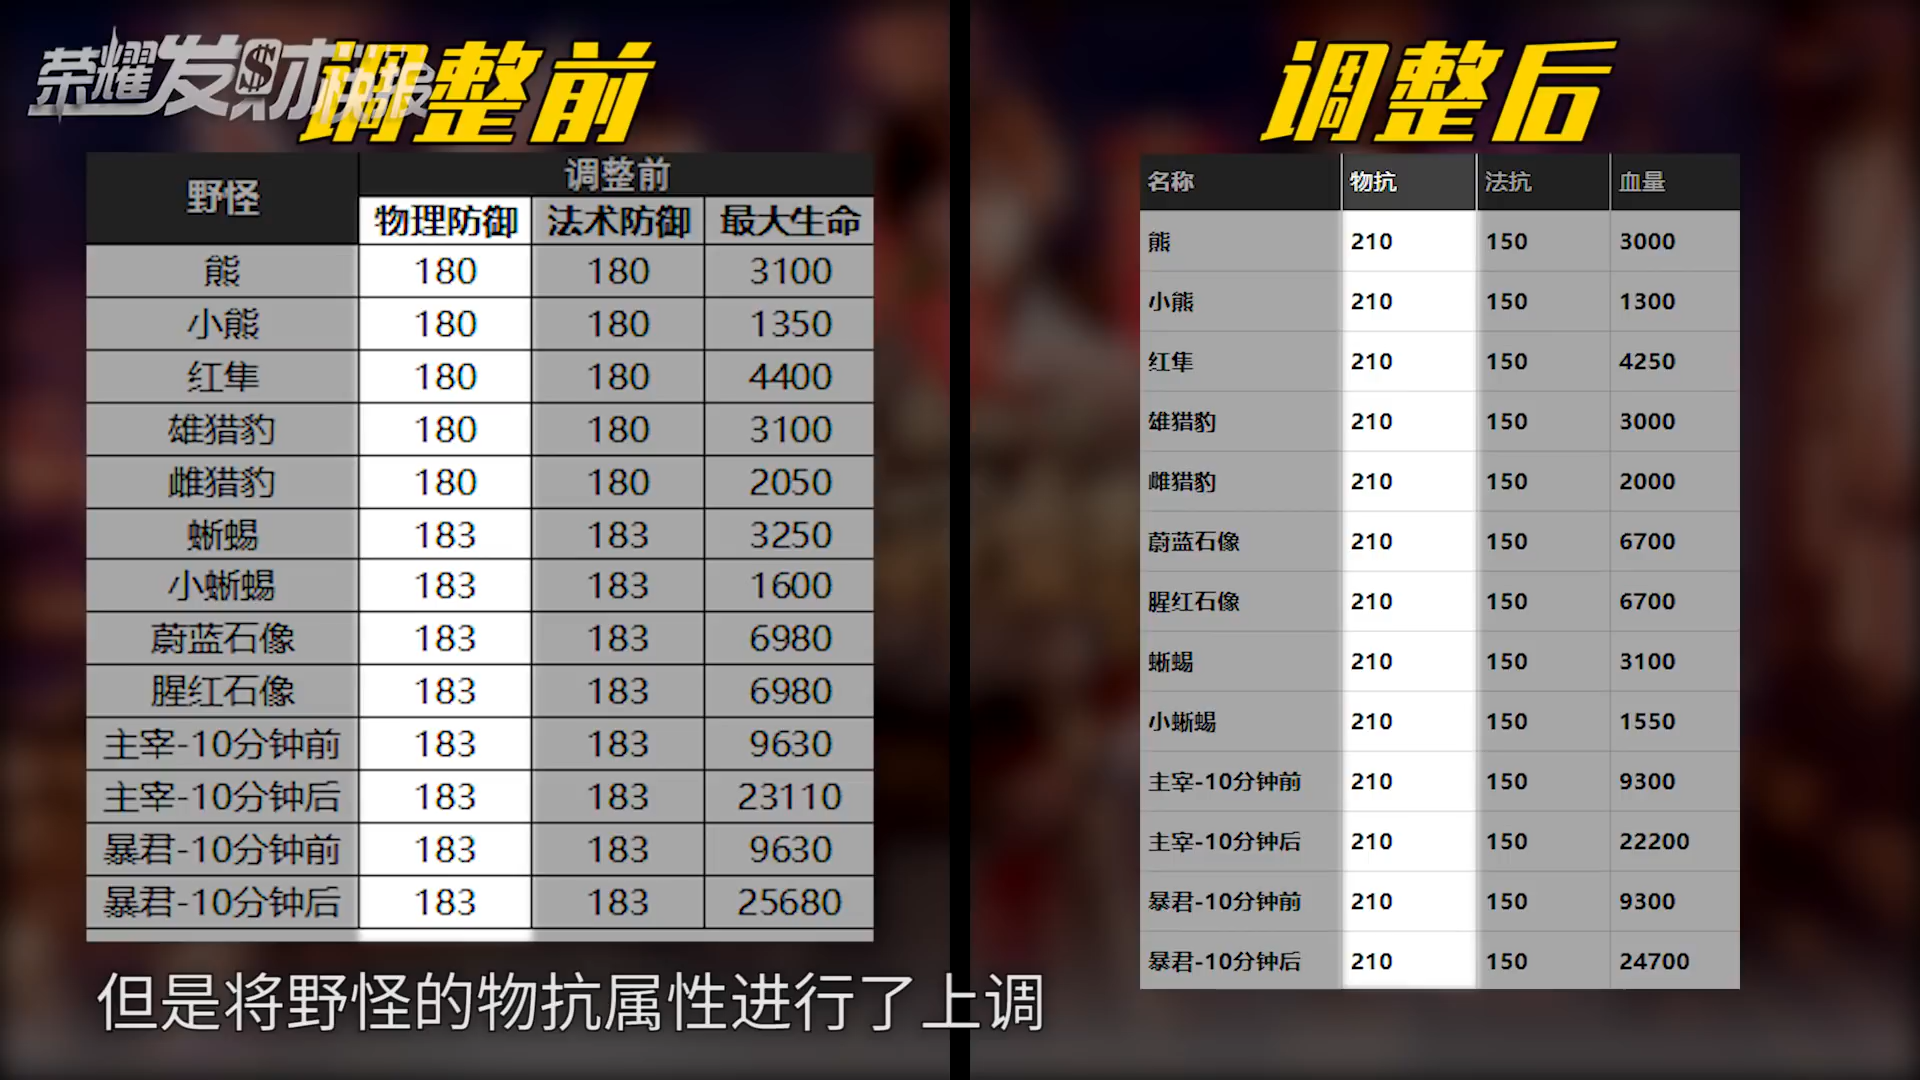 荣耀发财快报
调整前
野怪 调整前
物理防御 法术防御 最大生命
熊 180 180 3100
小熊 180 180 1350
红隼 180 180 4400
雄猎豹 180 180 3100
雌猎豹 180 180 2050
蜥蜴 183 183 3250
小蜥蜴 183 183 1600
蔚蓝石像 183 183 6980
腥红石像 183 183 6980
主宰-10分钟前 183 183 9630
主宰-10分钟后 183 183 23110
暴君-10分钟前 183 183 9630
暴君-10分钟后 183 183 25680
调整后
名称 物抗 法抗 血量
熊 210 150 3000
小熊 210 150 1300
红隼 210 150 4250
雄猎豹 210 150 3000
雌猎豹 210 150 2000
蔚蓝石像 210 150 6700
腥红石像 210 150 6700
蜥蜴 210 150 3100
小蜥蜴 210 150 1550
主宰-10分钟前 210 150 9300
主宰-10分钟后 210 150 22200
暴君-10分钟前 210 150 9300
暴君-10分钟后 210 150 24700
但是将野怪的物抗属性进行了上调